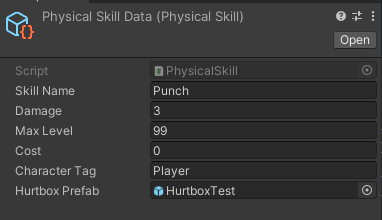 Physical Skill Data (Physical Skill)
Open
Script PhysicalSkill
Skill Name Punch
Damage 3
Max Level 99
Cost 0
Character Tag Player
Hurtbox Prefab HurtboxTest